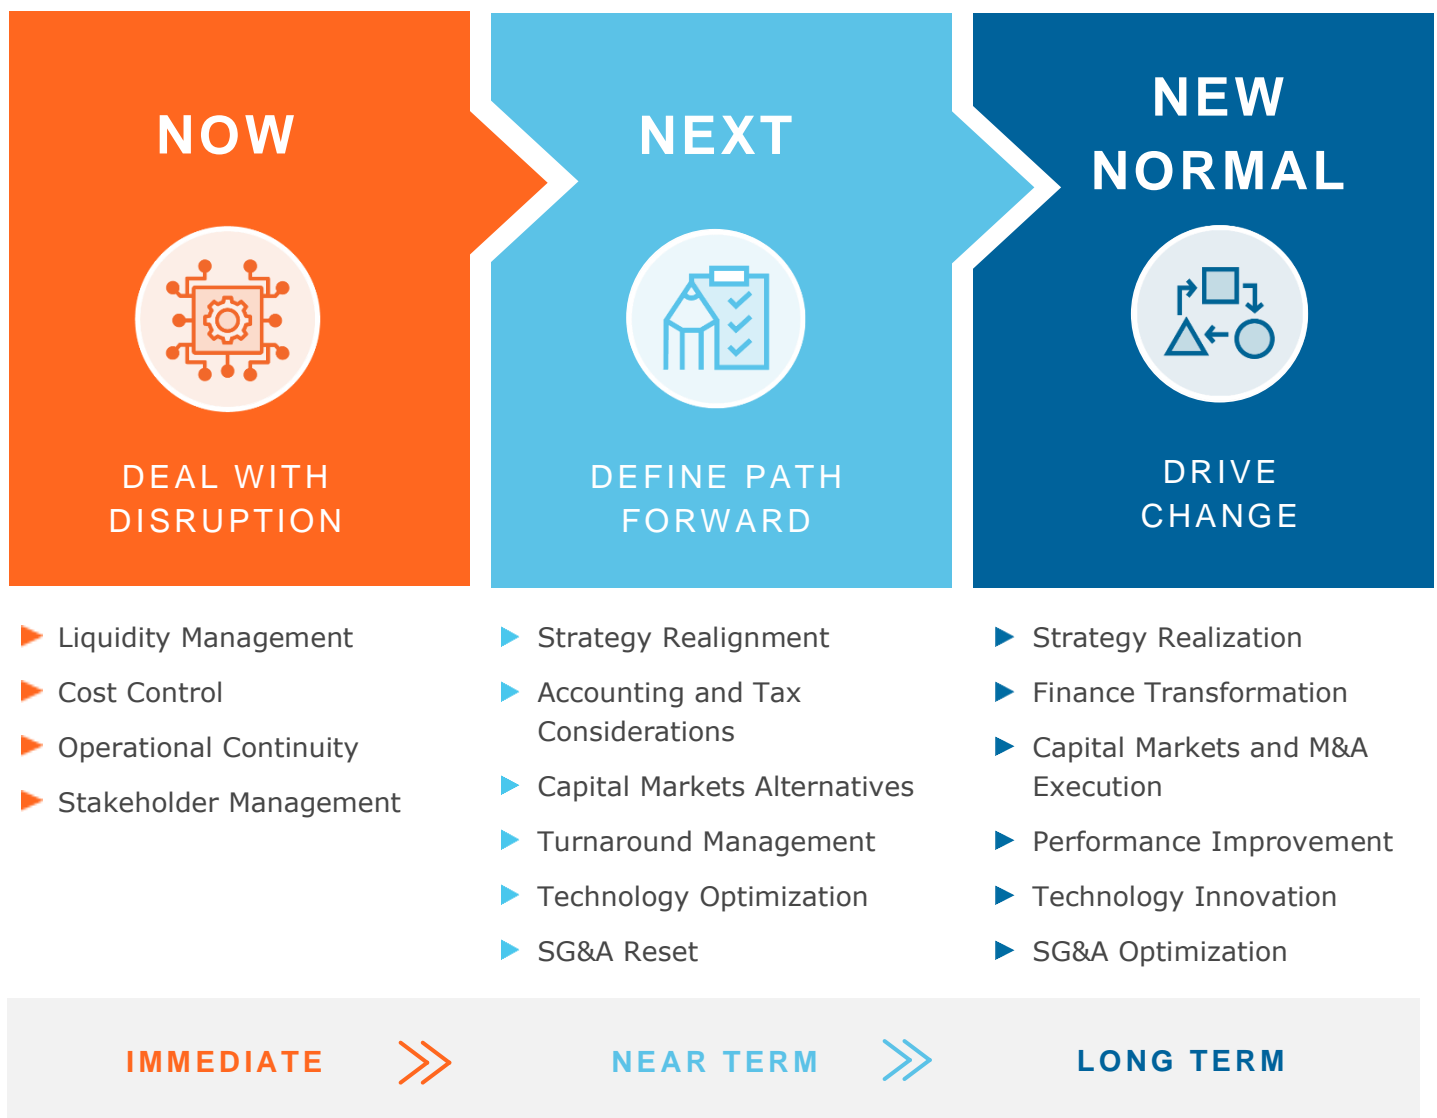 NOW
DEAL WITH
DISRUPTION
Liquidity Management
Cost Control
Operational Continuity
Stakeholder Management
NEXT
DEFINE PATH
FORWARD
Strategy Realignment
Accounting and Tax
Considerations
Capital Markets Alternatives
Turnaround Management
Technology Optimization
SG&A Reset
NEW
NORMAL
DRIVE
CHANGE
Strategy Realization
Finance Transformation
Capital Markets and M&A
Execution
Performance Improvement
Technology Innovation
SG&A Optimization
IMMEDIATE
NEAR TERM
LONG TERM